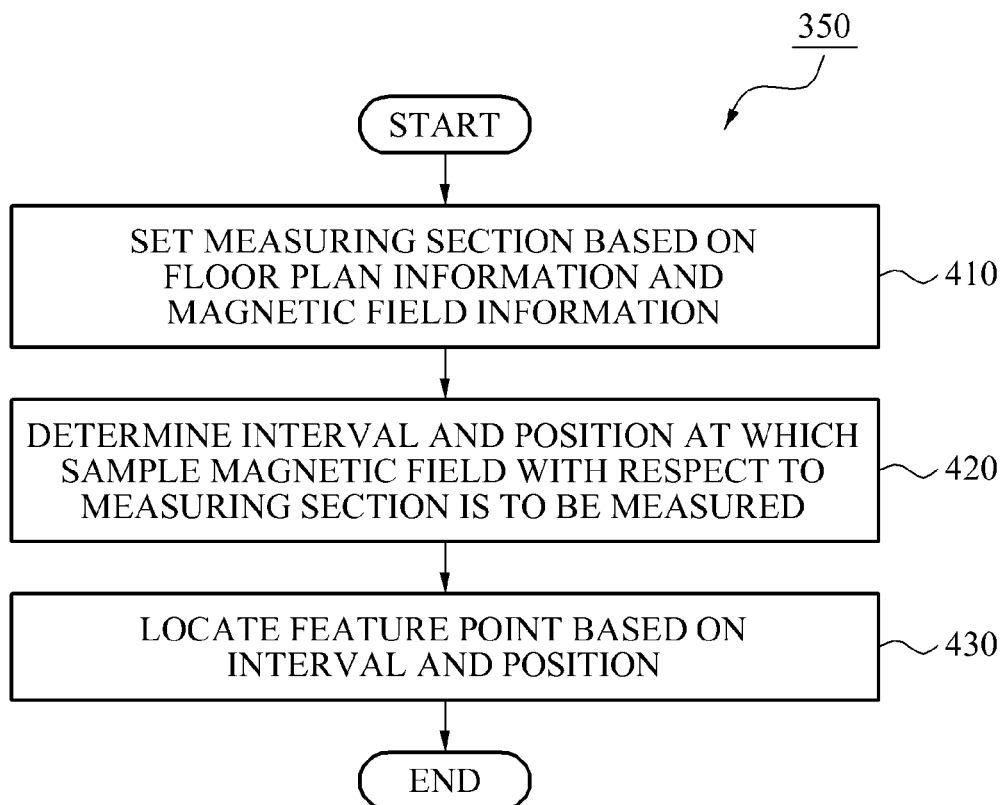 350
START
SET MEASURING SECTION BASED ON
FLOOR PLAN INFORMATION AND
MAGNETIC FIELD INFORMATION
410
DETERMINE INTERVAL AND POSITION AT WHICH
SAMPLE MAGNETIC FIELD WITH RESPECT TO
MEASURING SECTION IS TO BE MEASURED
420
LOCATE FEATURE POINT BASED ON
INTERVAL AND POSITION
430
END